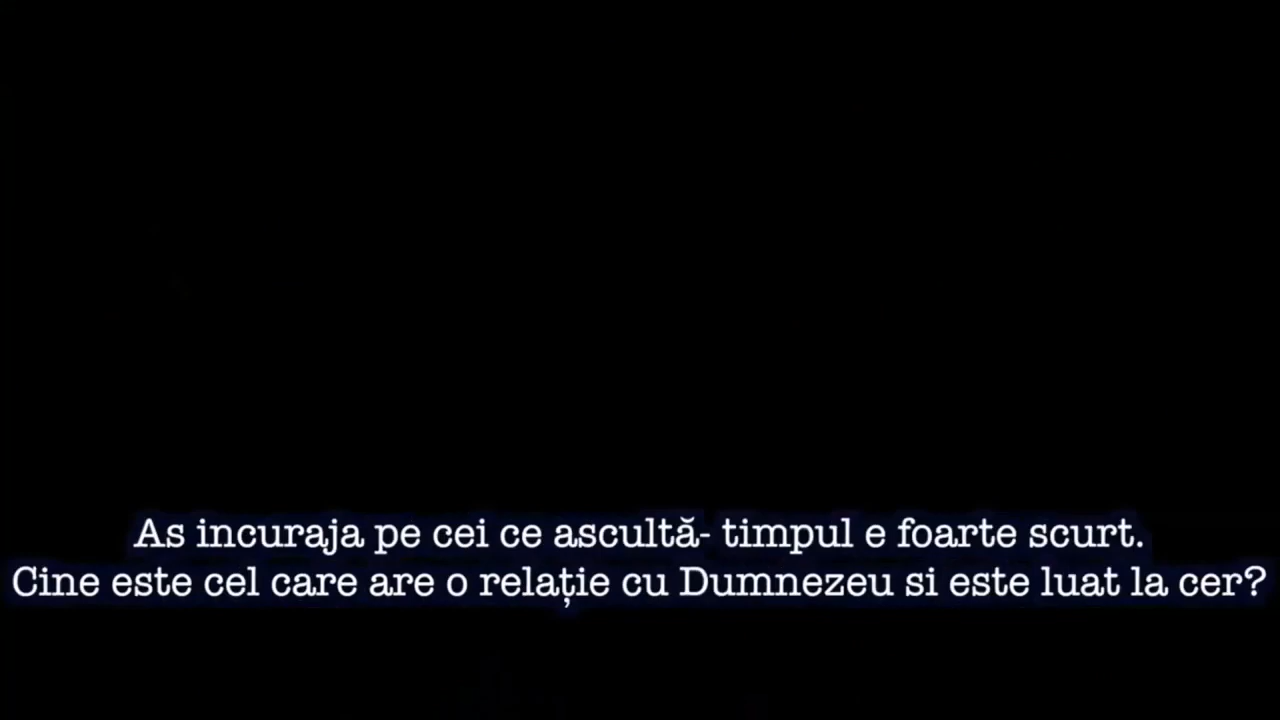 As incuraja pe cei ce ascultă- timpul e foarte scurt.
Cine este cel care are o relație cu Dumnezeu si este luat la cer?